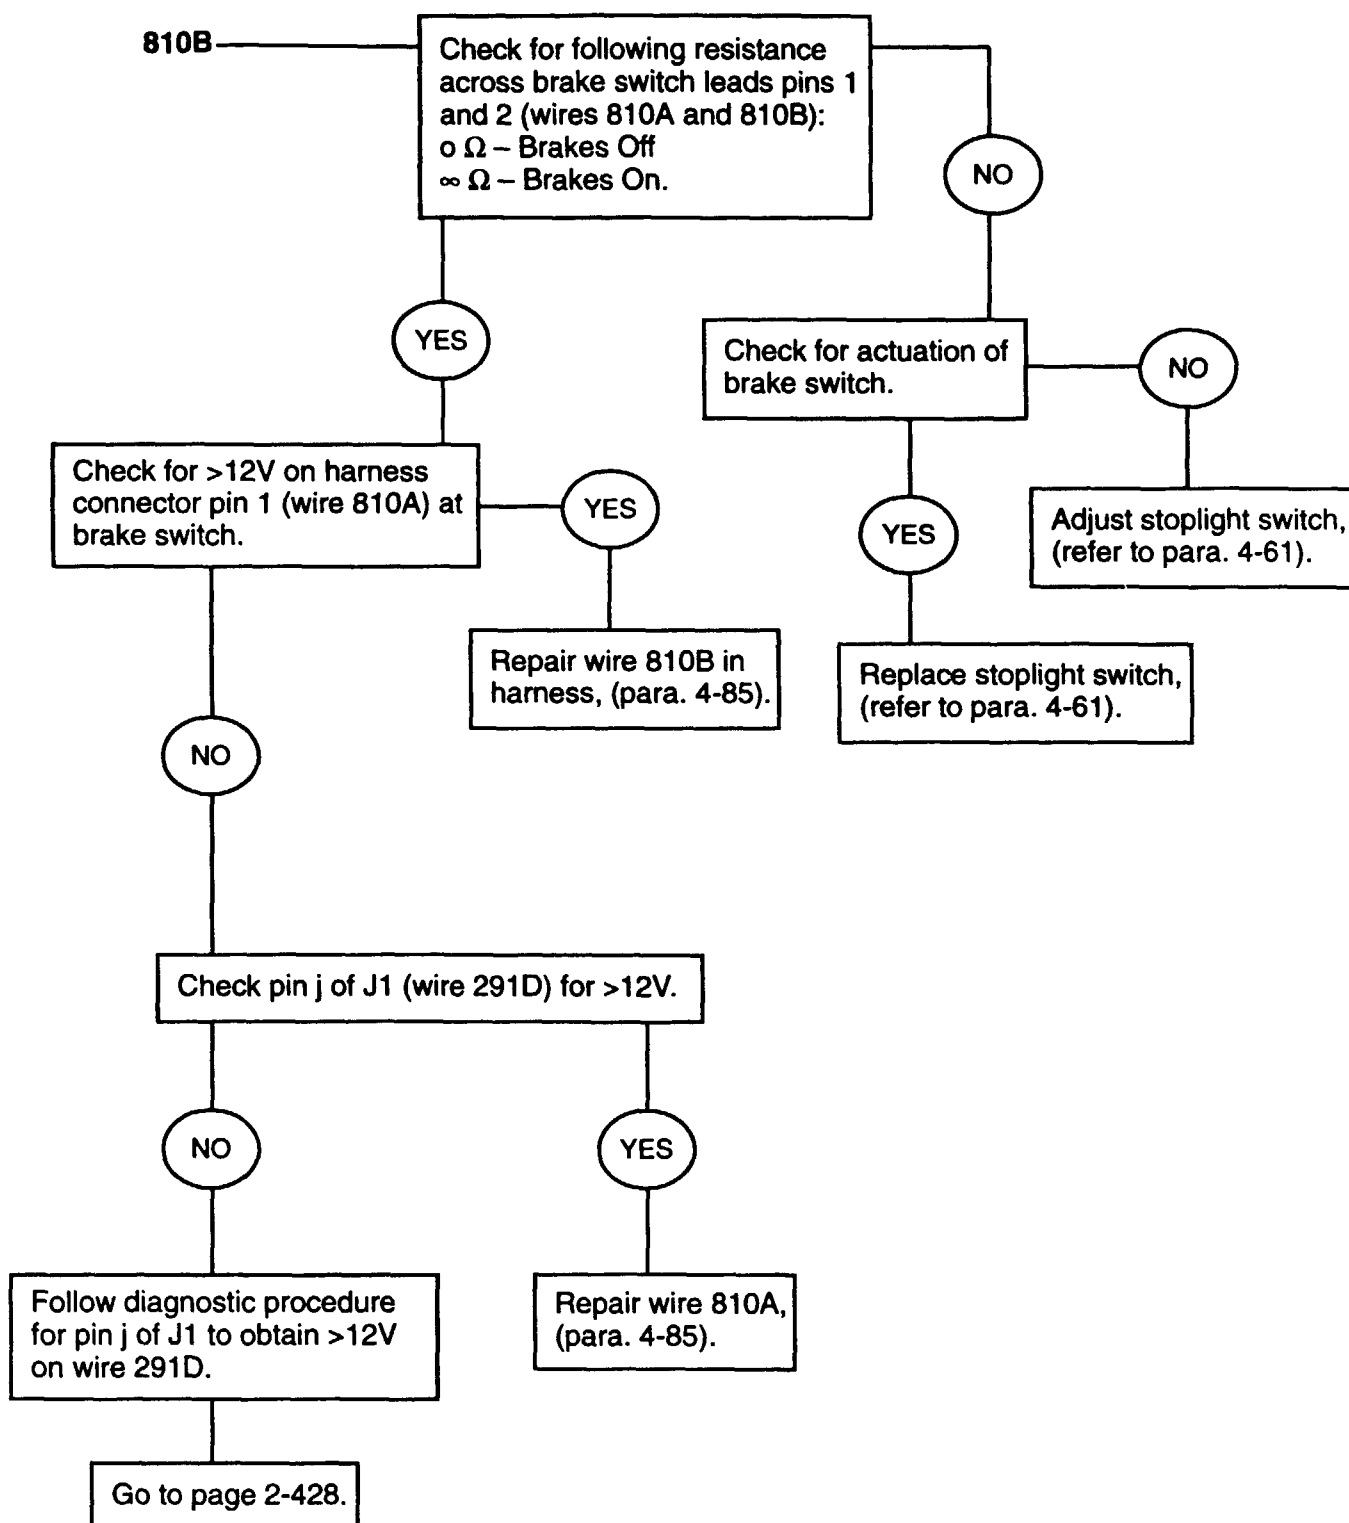 810B
Check for following resistance
across brake switch leads pins 1
and 2 (wires 810A and 810B):
o Ω – Brakes Off
∞ Ω – Brakes On.
NO
YES
Check for actuation of
brake switch.
NO
Check for >12V on harness
connector pin 1 (wire 810A) at
brake switch.
YES
YES
Adjust stoplight switch,
(refer to para. 4-61).
Repair wire 810B in
harness, (para. 4-85).
Replace stoplight switch,
(refer to para. 4-61).
NO
Check pin j of J1 (wire 291D) for >12V.
NO
YES
Follow diagnostic procedure
for pin j of J1 to obtain >12V
on wire 291D.
Repair wire 810A,
(para. 4-85).
Go to page 2-428.